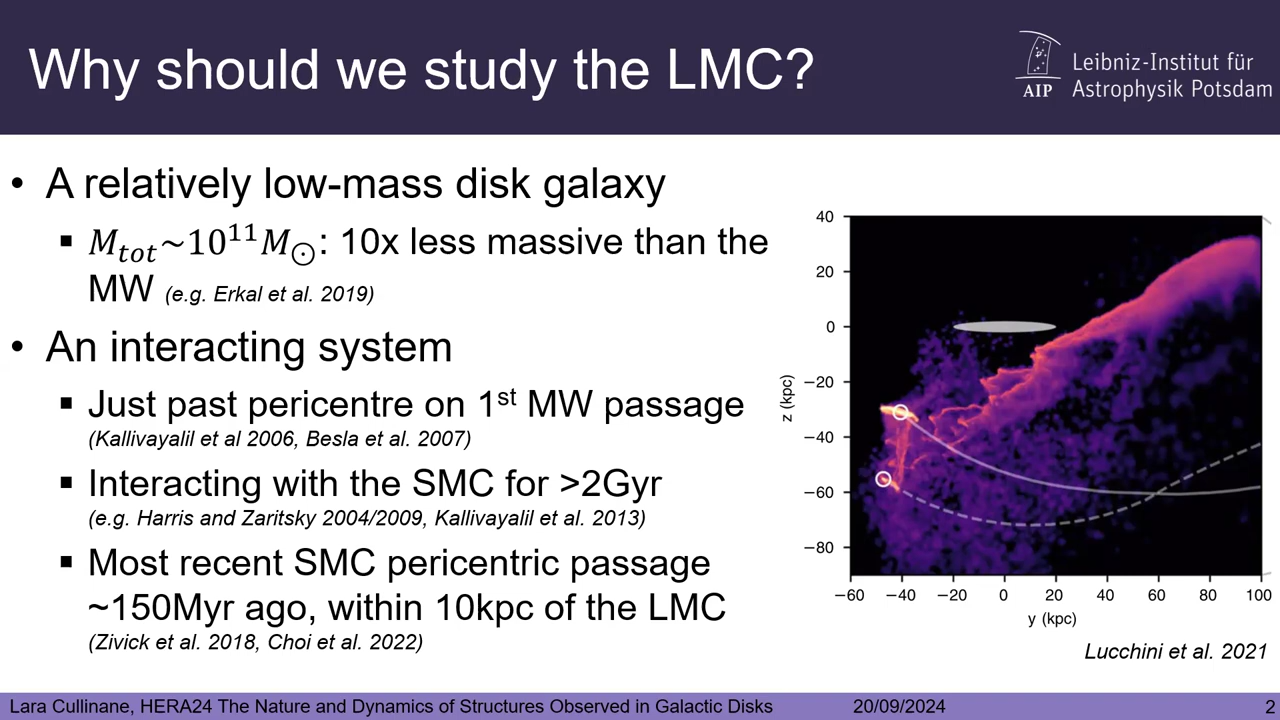 Why should we study the LMC?
Leibniz-Institut für
Astrophysik Potsdam
AIP
• A relatively low-mass disk galaxy
▪ M_tot~10^11 M_⊙: 10x less massive than the
MW (e.g. Erkal et al. 2019)
• An interacting system
▪ Just past pericentre on 1st MW passage
(Kallivayalil et al 2006, Besla et al. 2007)
▪ Interacting with the SMC for >2Gyr
(e.g. Harris and Zaritsky 2004/2009, Kallivayalil et al. 2013)
▪ Most recent SMC pericentric passage
~150Myr ago, within 10kpc of the LMC
(Zivick et al. 2018, Choi et al. 2022)
40
20
0
−20
−40
−60
−80
z (kpc)
−60 −40 −20 0 20 40 60 80 100
y (kpc)
Lucchini et al. 2021
Lara Cullinane, HERA24 The Nature and Dynamics of Structures Observed in Galactic Disks 20/09/2024 2